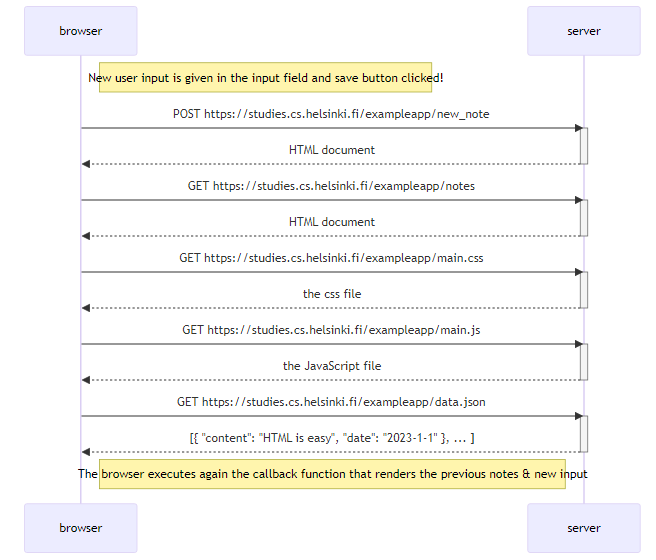 browser
server
New user input is given in the input field and save button clicked!
POST https://studies.cs.helsinki.fi/exampleapp/new_note
HTML document
GET https://studies.cs.helsinki.fi/exampleapp/notes
HTML document
GET https://studies.cs.helsinki.fi/exampleapp/main.css
the css file
GET https://studies.cs.helsinki.fi/exampleapp/main.js
the JavaScript file
GET https://studies.cs.helsinki.fi/exampleapp/data.json
[{ "content": "HTML is easy", "date": "2023-1-1" }, ... ]
The browser executes again the callback function that renders the previous notes & new input
browser
server